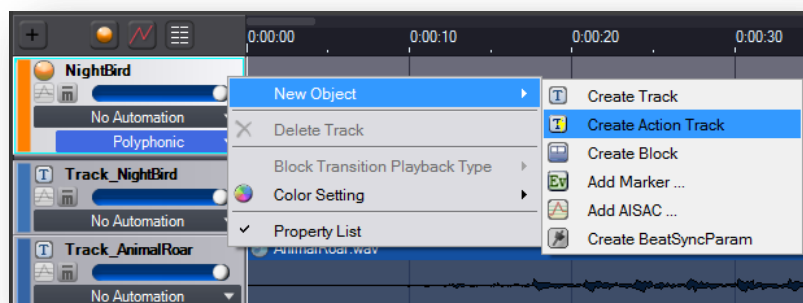 0:00:00 0:00:10 0:00:20 0:00:30
NightBird
No Automation
Polyphonic
Track_NightBird
No Automation
Track_AnimalRoar
No Automation
New Object
Delete Track
Block Transition Playback Type
Color Setting
Property List
T Create Track
T Create Action Track
Create Block
Ev Add Marker ...
Add AISAC ...
Create BeatSyncParam
AnimalRoar.wav